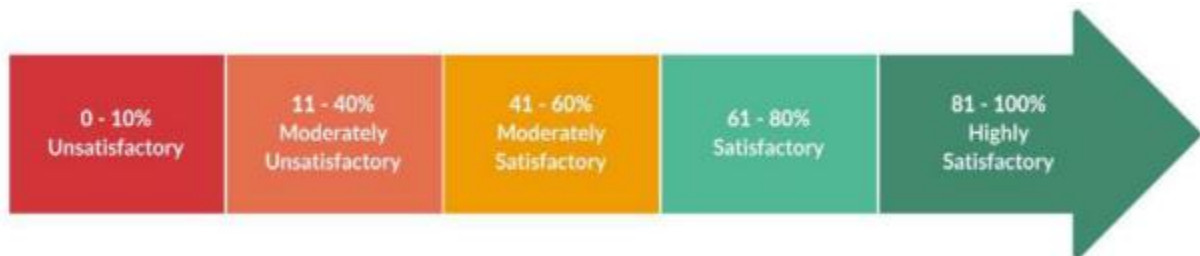 0 - 10%
Unsatisfactory
11 - 40%
Moderately
Unsatisfactory
41 - 60%
Moderately
Satisfactory
61 - 80%
Satisfactory
81 - 100%
Highly
Satisfactory